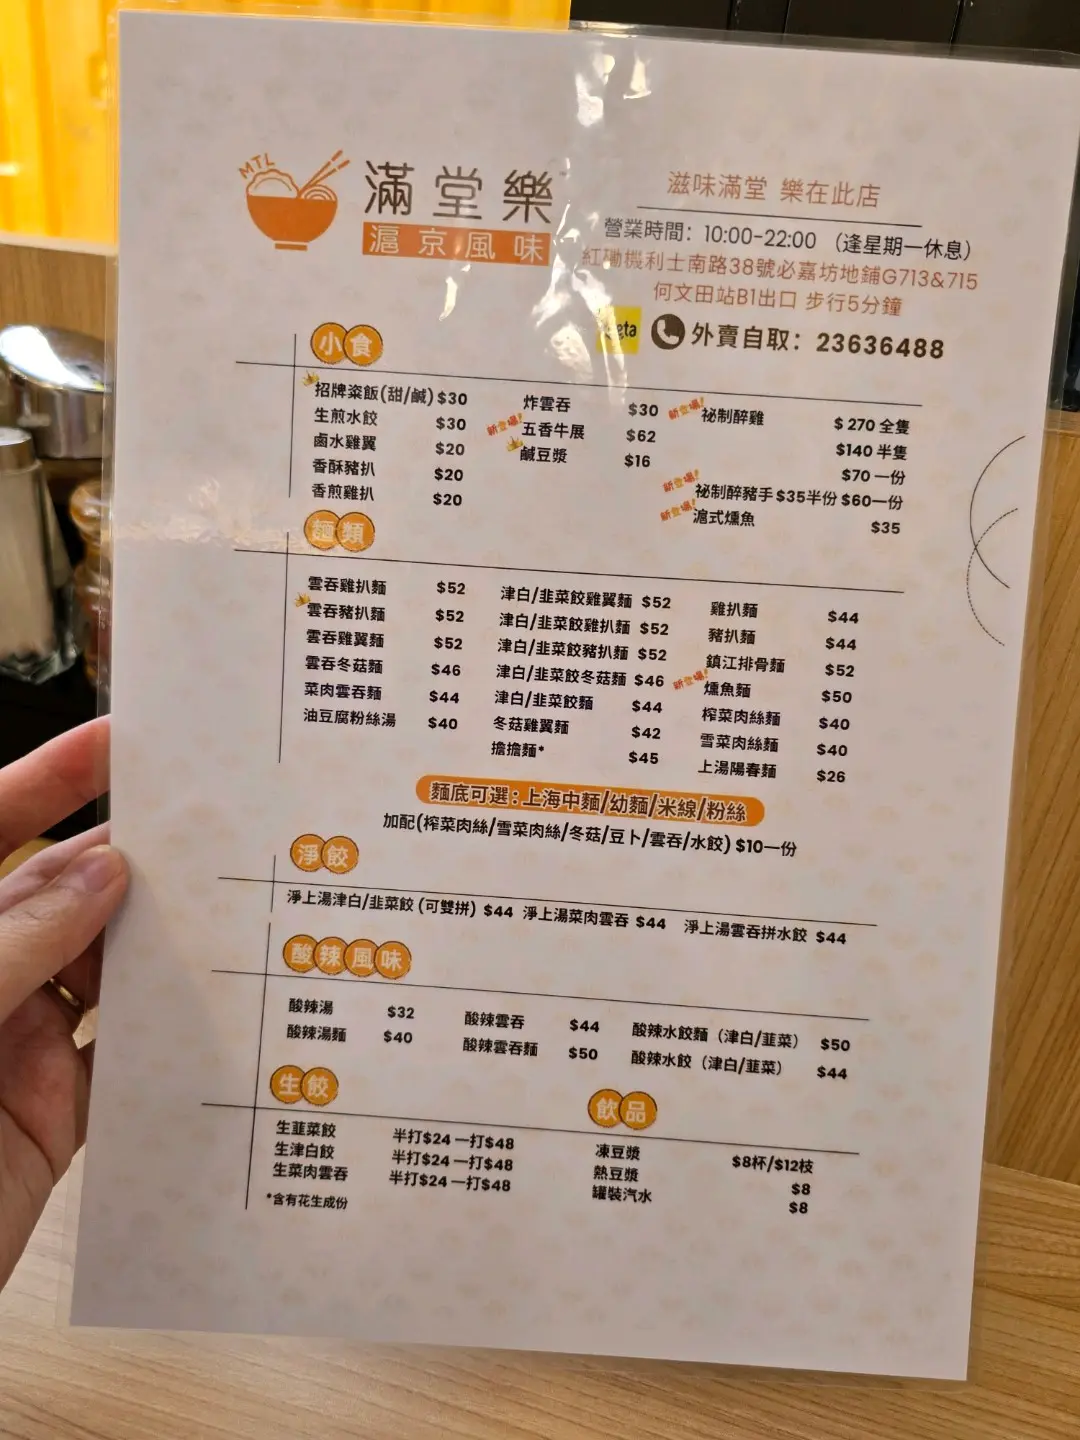 MTL
滿堂樂
滬京風味
滋味滿堂 樂在此店
營業時間：10:00-22:00 （逢星期一休息）
紅磡機利士南路38號必嘉坊地鋪G713&715
何文田站B1出口 步行5分鐘
外賣自取：23636488
小食
招牌粢飯(甜/鹹) $30
生煎水餃 $30
鹵水雞翼 $20
香酥豬扒 $20
香煎雞扒 $20
炸雲吞 $30
新登場! 五香牛展 $62
鹹豆漿 $16
新登場! 祕制醉雞 $270 全隻
$140 半隻
$70 一份
新登場! 祕制醉豬手 $35半份 $60一份
新登場! 滬式燻魚 $35
麵類
雲吞雞扒麵 $52
雲吞豬扒麵 $52
雲吞雞翼麵 $52
雲吞冬菇麵 $46
菜肉雲吞麵 $44
油豆腐粉絲湯 $40
津白/韭菜餃雞翼麵 $52
津白/韭菜餃雞扒麵 $52
津白/韭菜餃豬扒麵 $52
津白/韭菜餃冬菇麵 $46
津白/韭菜餃麵 $44
冬菇雞翼麵 $42
擔擔麵* $45
雞扒麵 $44
豬扒麵 $44
鎮江排骨麵 $52
新登場! 燻魚麵 $50
榨菜肉絲麵 $40
雪菜肉絲麵 $40
上湯陽春麵 $26
麵底可選：上海中麵/幼麵/米線/粉絲
加配(榨菜肉絲/雪菜肉絲/冬菇/豆卜/雲吞/水餃) $10一份
淨餃
淨上湯津白/韭菜餃 (可雙拼) $44 淨上湯菜肉雲吞 $44 淨上湯雲吞拼水餃 $44
酸辣風味
酸辣湯 $32
酸辣湯麵 $40
酸辣雲吞 $44
酸辣雲吞麵 $50
酸辣水餃麵（津白/韮菜） $50
酸辣水餃（津白/韮菜） $44
生餃
生韮菜餃 半打$24 一打$48
生津白餃 半打$24 一打$48
生菜肉雲吞 半打$24 一打$48
*含有花生成份
飲品
凍豆漿 $8杯/$12枝
熱豆漿 $8
罐裝汽水 $8